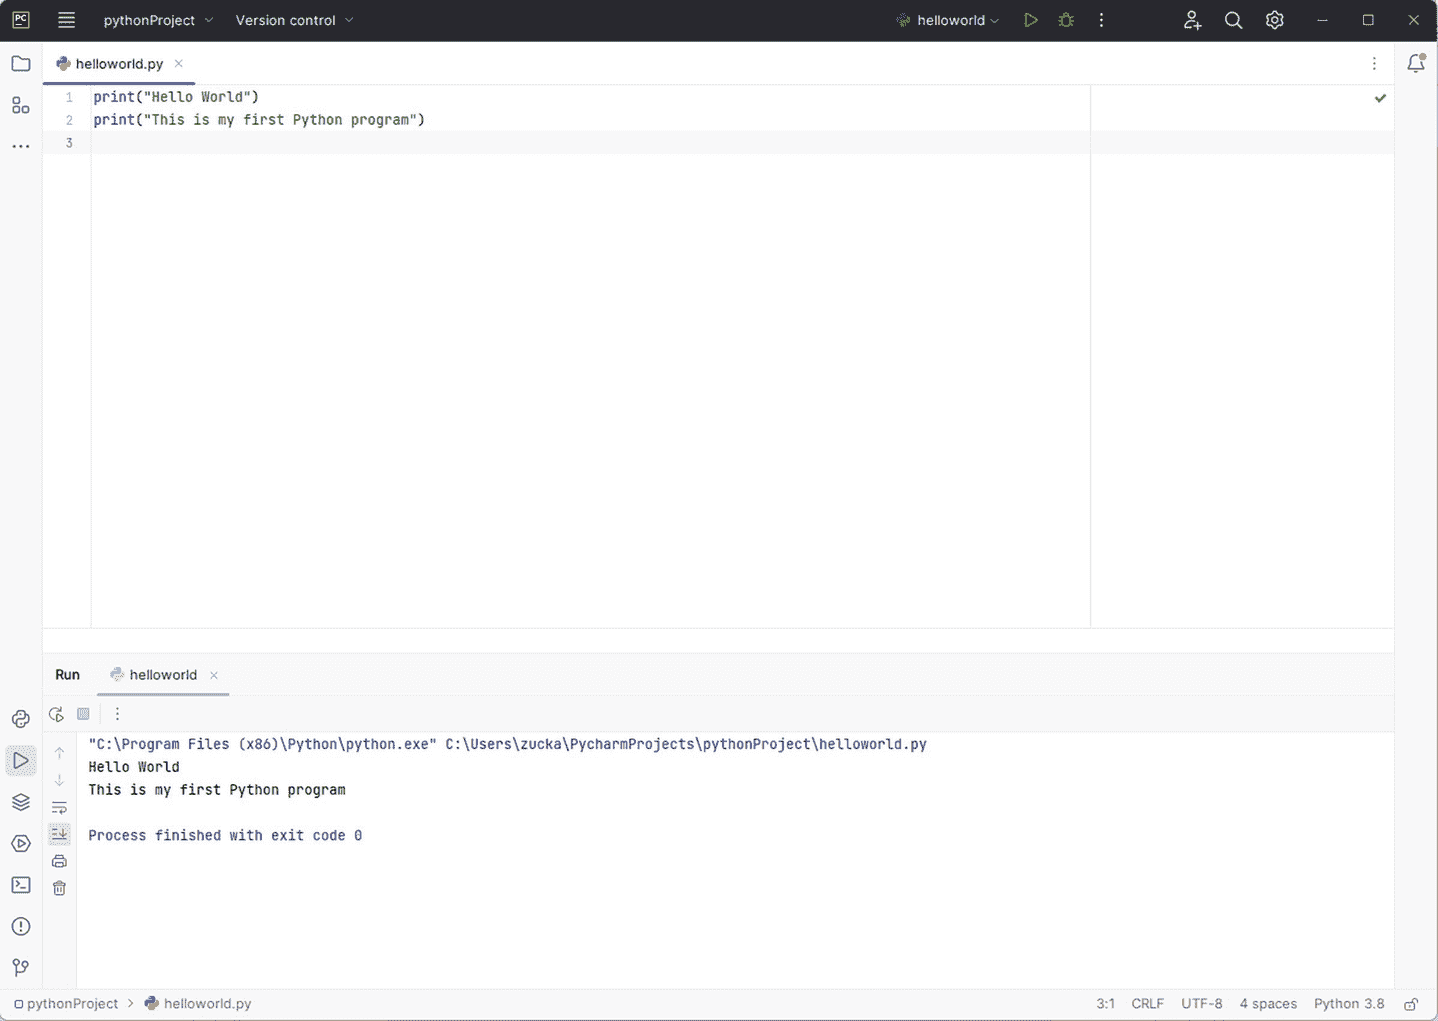 PC pythonProject Version control helloworld
helloworld.py
1 print("Hello World")
2 print("This is my first Python program")
3
Run helloworld
"C:\Program Files (x86)\Python\python.exe" C:\Users\zucka\PycharmProjects\pythonProject\helloworld.py
Hello World
This is my first Python program
Process finished with exit code 0
pythonProject > helloworld.py 3:1 CRLF UTF-8 4 spaces Python 3.8